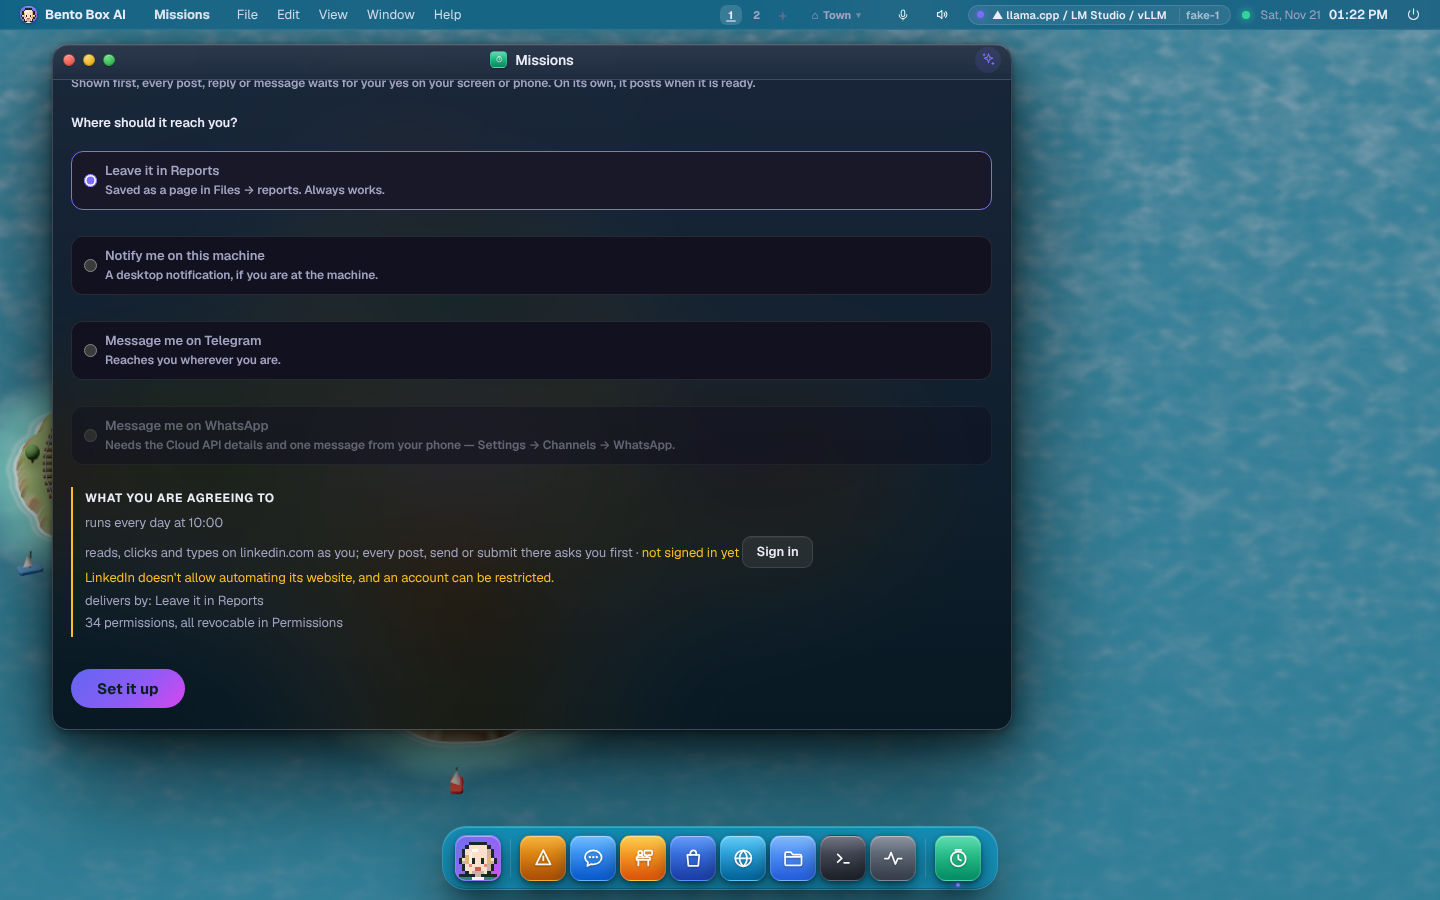 Bento Box AI Missions File Edit View Window Help 1 2 + Town llama.cpp / LM Studio / vLLM fake-1 Sat, Nov 21 01:22 PM
Missions
Shown first, every post, reply or message waits for your yes on your screen or phone. On its own, it posts when it is ready.
Where should it reach you?
Leave it in Reports
Saved as a page in Files → reports. Always works.
Notify me on this machine
A desktop notification, if you are at the machine.
Message me on Telegram
Reaches you wherever you are.
Message me on WhatsApp
Needs the Cloud API details and one message from your phone — Settings → Channels → WhatsApp.
WHAT YOU ARE AGREEING TO
runs every day at 10:00
reads, clicks and types on linkedin.com as you; every post, send or submit there asks you first · not signed in yet Sign in
LinkedIn doesn't allow automating its website, and an account can be restricted.
delivers by: Leave it in Reports
34 permissions, all revocable in Permissions
Set it up